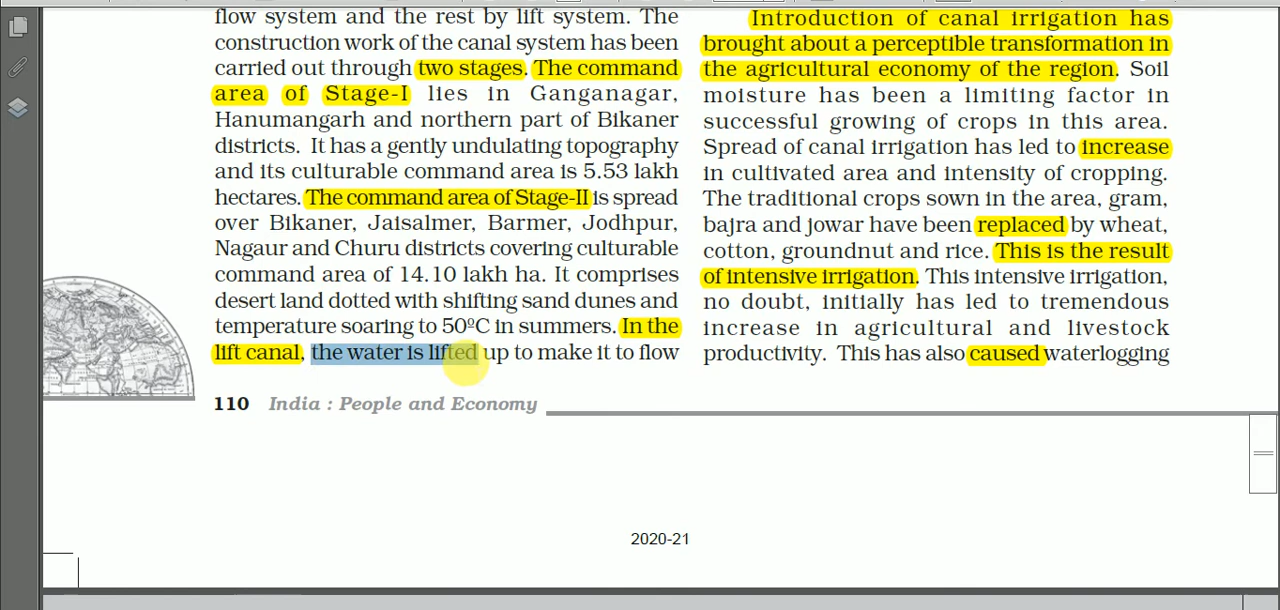 flow system and the rest by lift system. The
construction work of the canal system has been
carried out through two stages. The command
area of Stage-I lies in Ganganagar,
Hanumangarh and northern part of Bikaner
districts. It has a gently undulating topography
and its culturable command area is 5.53 lakh
hectares. The command area of Stage-II is spread
over Bikaner, Jaisalmer, Barmer, Jodhpur,
Nagaur and Churu districts covering culturable
command area of 14.10 lakh ha. It comprises
desert land dotted with shifting sand dunes and
temperature soaring to 50ºC in summers. In the
lift canal, the water is lifted up to make it to flow
Introduction of canal irrigation has
brought about a perceptible transformation in
the agricultural economy of the region. Soil
moisture has been a limiting factor in
successful growing of crops in this area.
Spread of canal irrigation has led to increase
in cultivated area and intensity of cropping.
The traditional crops sown in the area, gram,
bajra and jowar have been replaced by wheat,
cotton, groundnut and rice. This is the result
of intensive irrigation. This intensive irrigation,
no doubt, initially has led to tremendous
increase in agricultural and livestock
productivity. This has also caused waterlogging
110 India : People and Economy
2020-21